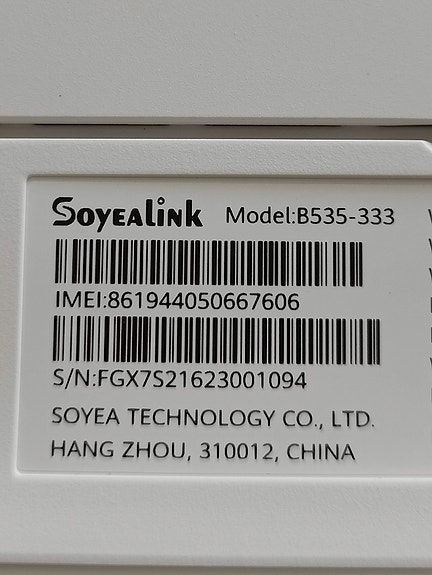 SOYEALINK Model:B535-333
IMEI:861944050667606
S/N:FGX7S21623001094
SOYEA TECHNOLOGY CO., LTD.
HANG ZHOU, 310012, CHINA